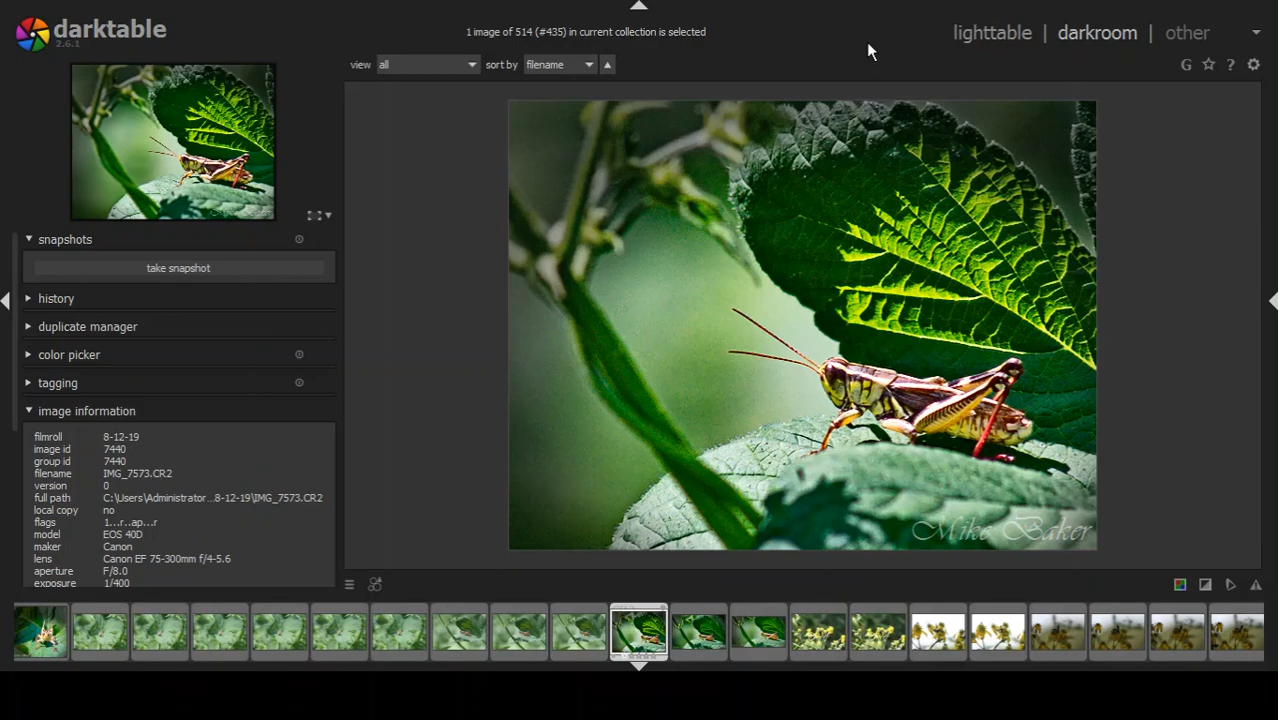 darktable
2.6.1
1 image of 514 (#435) in current collection is selected
lighttable | darkroom | other
view all sort by filename
G ?
snapshots
take snapshot
history
duplicate manager
color picker
tagging
image information
filmroll 8-12-19
image id 7440
group id 7440
filename IMG_7573.CR2
version 0
full path C:\Users\Administrator...8-12-19\IMG_7573.CR2
local copy no
flags 1...r..ap...r
model EOS 40D
maker Canon
lens Canon EF 75-300mm f/4-5.6
aperture F/8.0
exposure 1/400
Mike Baker